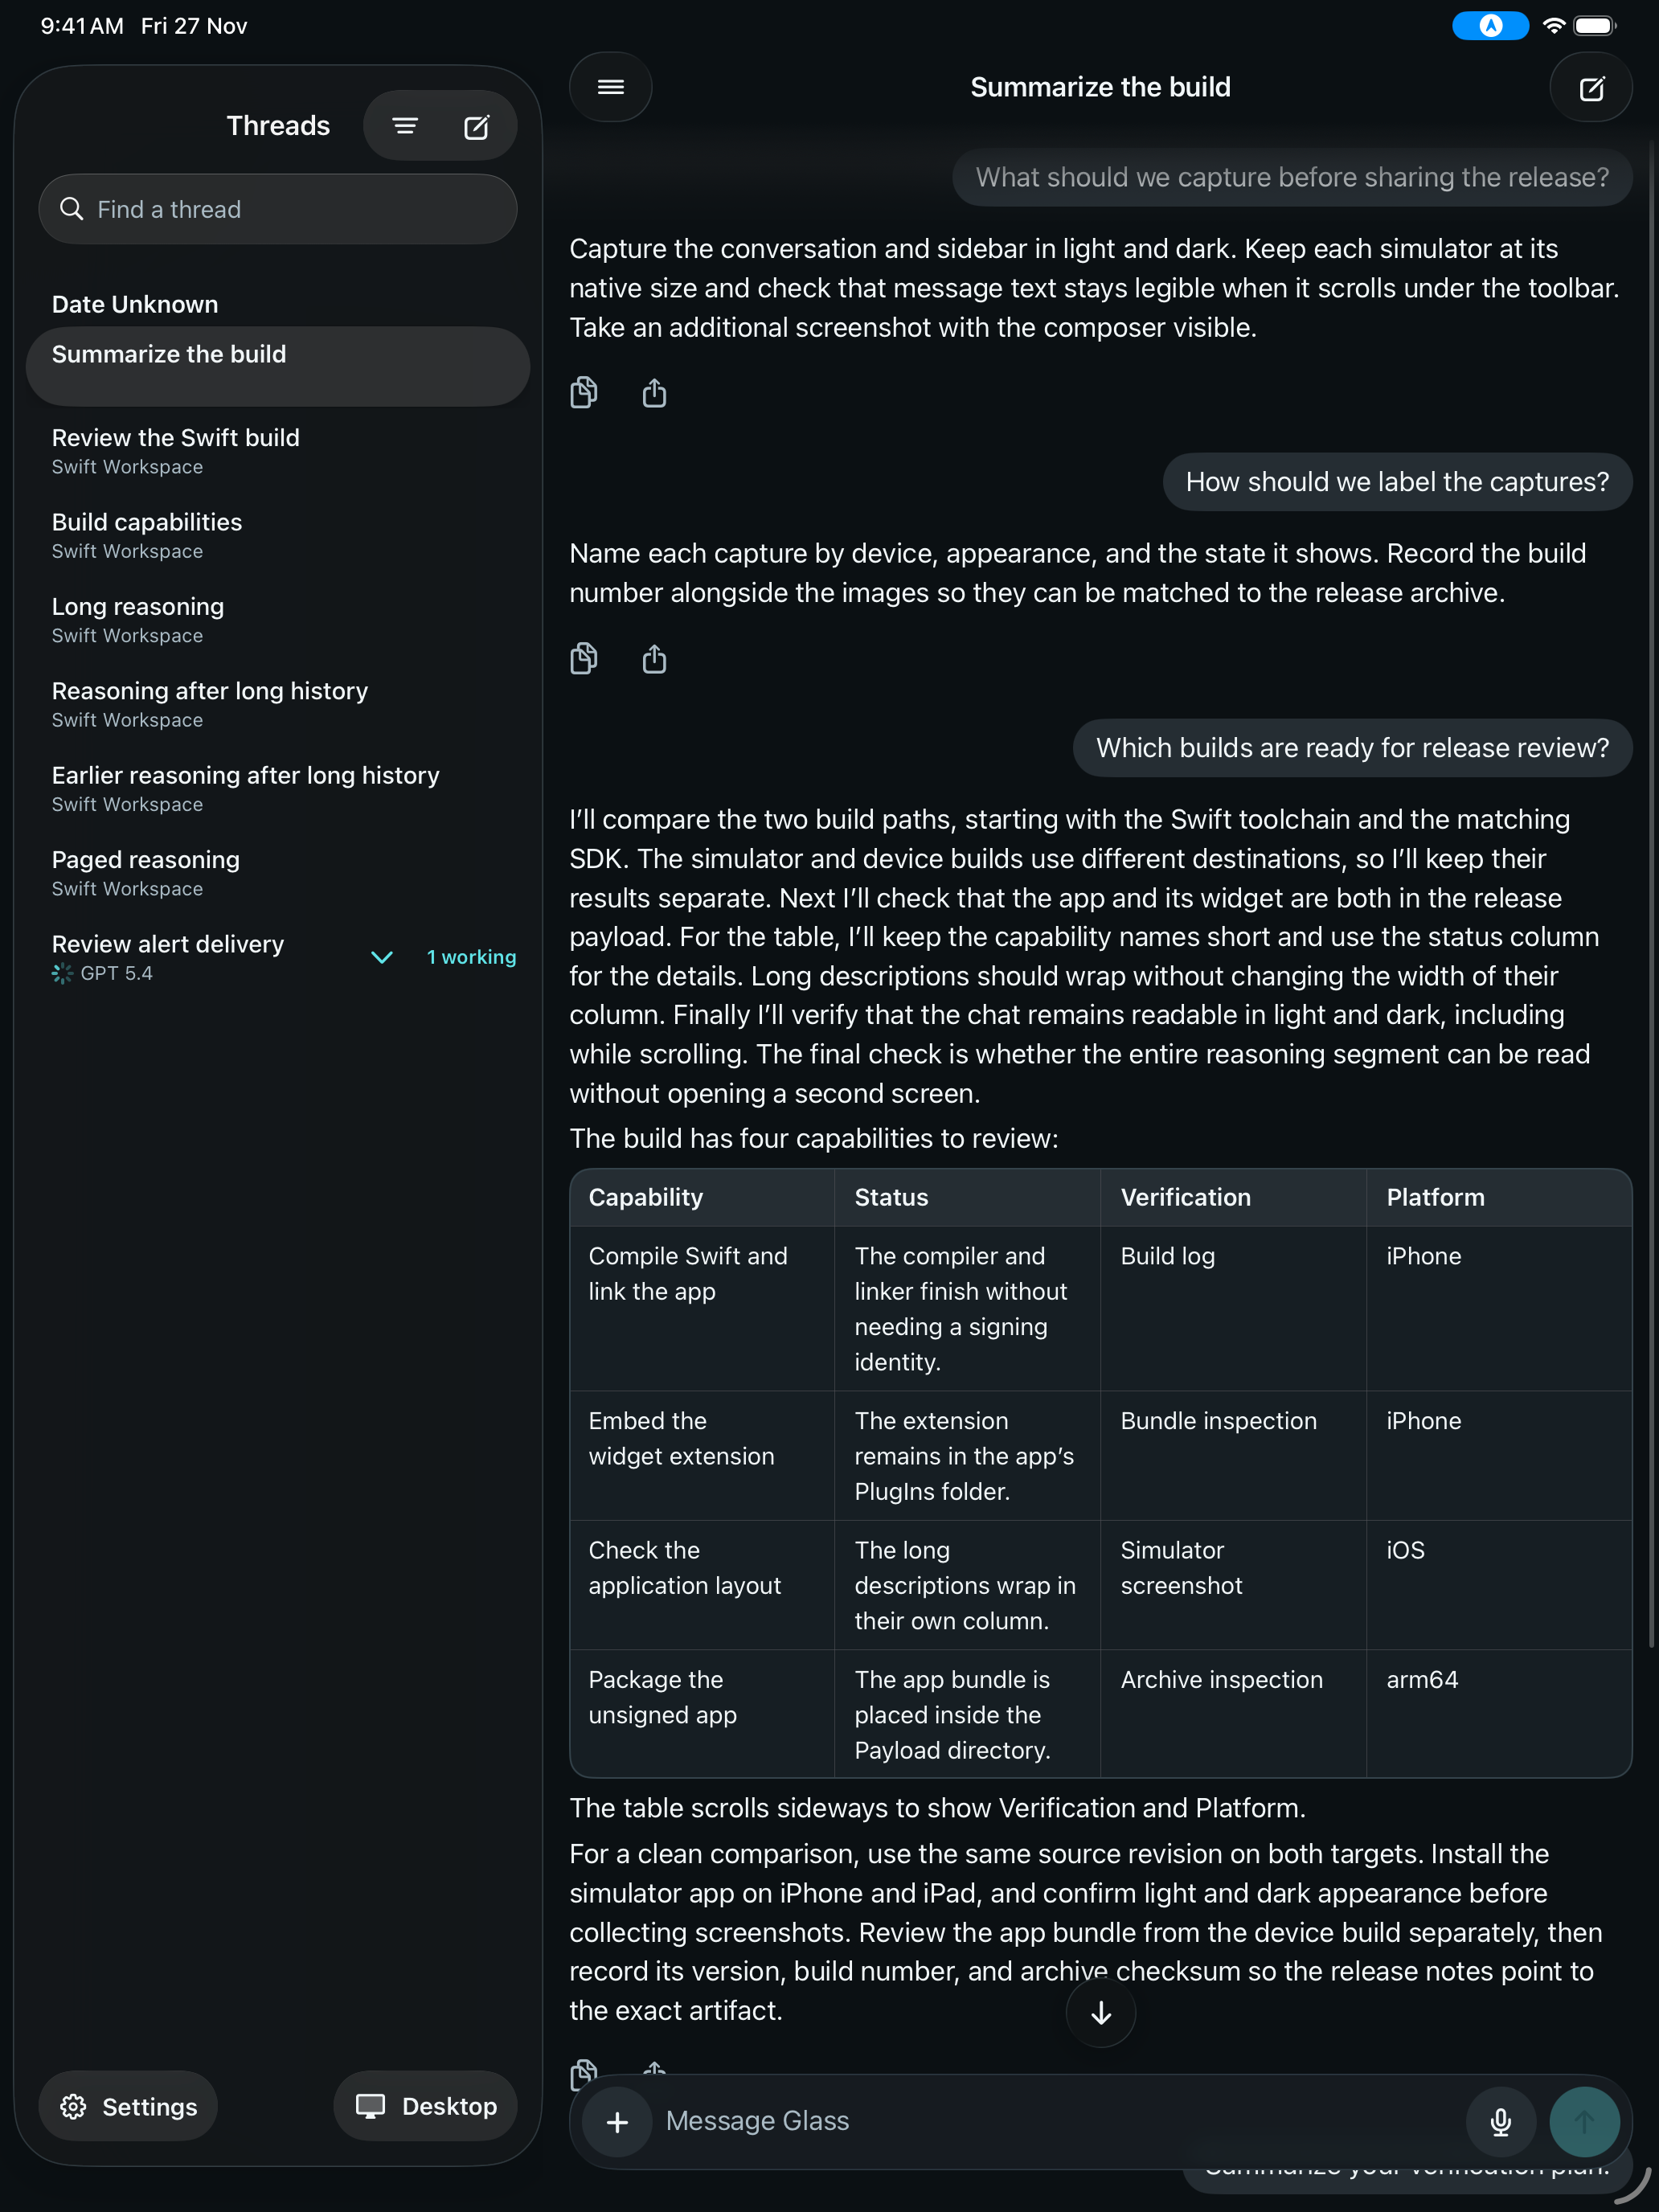 9:41 AM Fri 27 Nov
Threads
Find a thread
Date Unknown
Summarize the build
Review the Swift build
Swift Workspace
Build capabilities
Swift Workspace
Long reasoning
Swift Workspace
Reasoning after long history
Swift Workspace
Earlier reasoning after long history
Swift Workspace
Paged reasoning
Swift Workspace
Review alert delivery
GPT 5.4
1 working
Settings
Desktop
Summarize the build
What should we capture before sharing the release?
Capture the conversation and sidebar in light and dark. Keep each simulator at its
native size and check that message text stays legible when it scrolls under the toolbar.
Take an additional screenshot with the composer visible.
How should we label the captures?
Name each capture by device, appearance, and the state it shows. Record the build
number alongside the images so they can be matched to the release archive.
Which builds are ready for release review?
I’ll compare the two build paths, starting with the Swift toolchain and the matching
SDK. The simulator and device builds use different destinations, so I’ll keep their
results separate. Next I’ll check that the app and its widget are both in the release
payload. For the table, I’ll keep the capability names short and use the status column
for the details. Long descriptions should wrap without changing the width of their
column. Finally I’ll verify that the chat remains readable in light and dark, including
while scrolling. The final check is whether the entire reasoning segment can be read
without opening a second screen.
The build has four capabilities to review:
Capability Status Verification Platform
Compile Swift and
link the app
The compiler and
linker finish without
needing a signing
identity.
Build log
iPhone
Embed the
widget extension
The extension
remains in the app’s
PlugIns folder.
Bundle inspection
iPhone
Check the
application layout
The long
descriptions wrap in
their own column.
Simulator
screenshot
iOS
Package the
unsigned app
The app bundle is
placed inside the
Payload directory.
Archive inspection
arm64
The table scrolls sideways to show Verification and Platform.
For a clean comparison, use the same source revision on both targets. Install the
simulator app on iPhone and iPad, and confirm light and dark appearance before
collecting screenshots. Review the app bundle from the device build separately, then
record its version, build number, and archive checksum so the release notes point to
the exact artifact.
Message Glass
Summarize your verification plan.